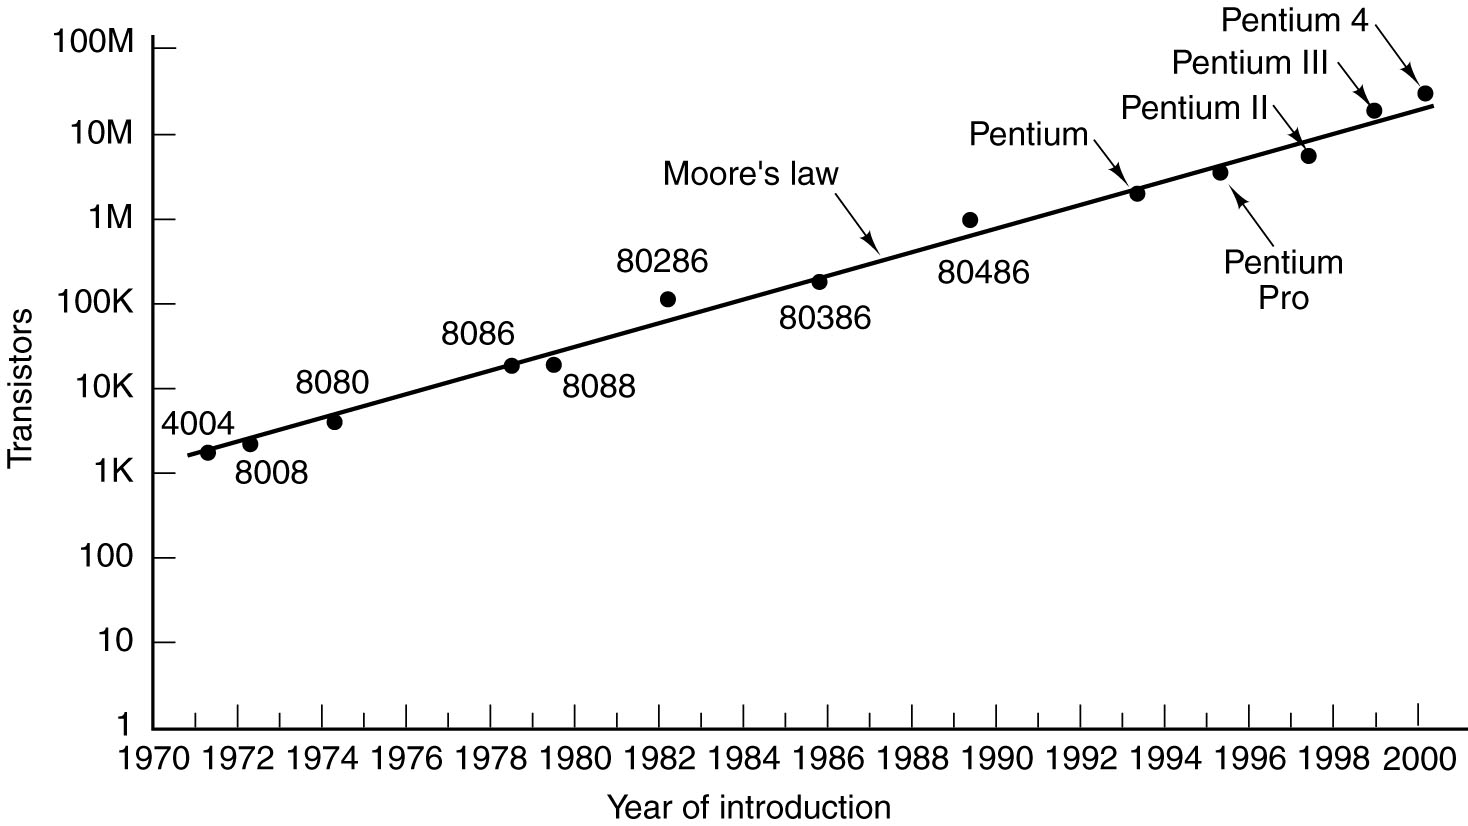 Pentium 4
100M
Pentium III
Pentium II
10M
Pentium
Moore's law
1M
80286
80486
Pentium
Pro
100K
80386
8086
8080
10K
8088
4004
1K
8008
Transistors
100
10
1
1970 1972 1974 1976 1978 1980 1982 1984 1986 1988 1990 1992 1994 1996 1998 2000
Year of introduction